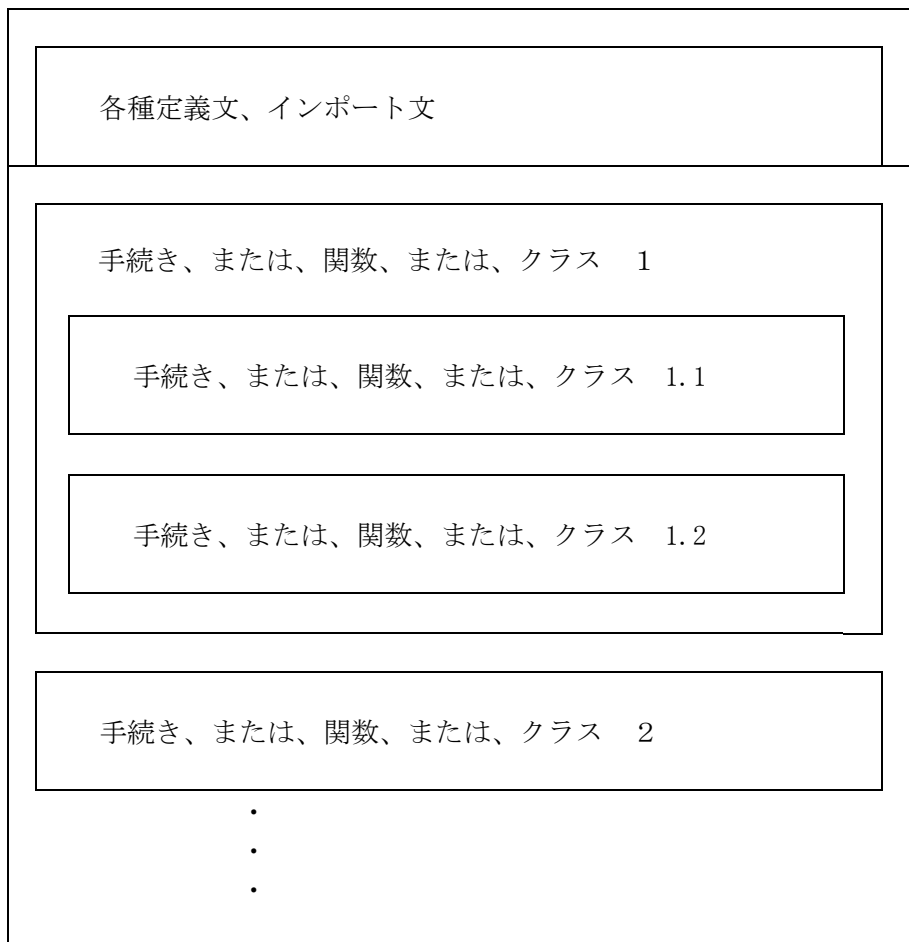 各種定義文、インポート文
手続き、または、関数、または、クラス　１
手続き、または、関数、または、クラス　1.1
手続き、または、関数、または、クラス　1.2
手続き、または、関数、または、クラス　２
・
・
・